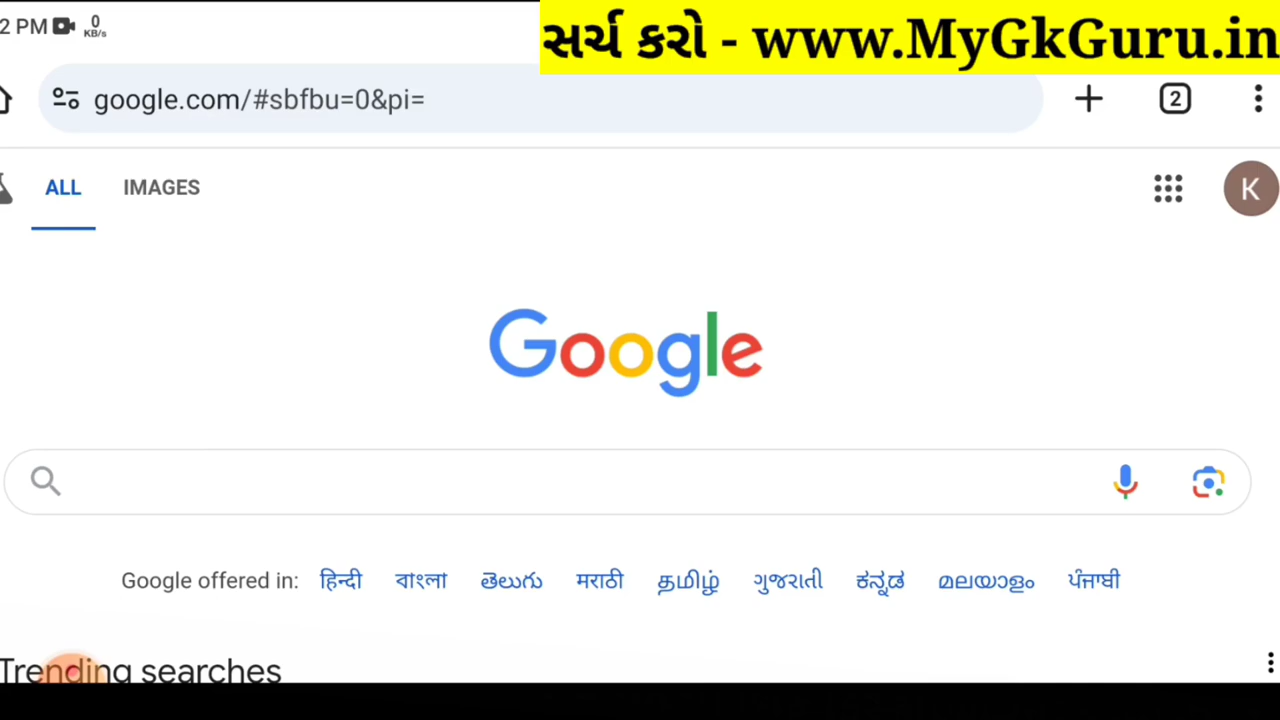 2 PM 0 KB/s
સર્ચ કરો - www.MyGkGuru.in
google.com/#sbfbu=0&pi=
2
ALL IMAGES
K
Google
Google offered in: हिन्दी বাংলা తెలుగు मराठी தமிழ் ગુજરાતી ಕನ್ನಡ മലയാളം ਪੰਜਾਬੀ
Trending searches